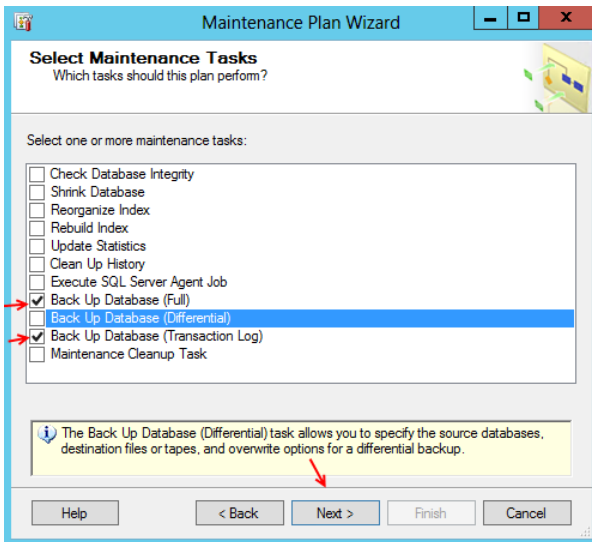 Maintenance Plan Wizard
Select Maintenance Tasks
Which tasks should this plan perform?
Select one or more maintenance tasks:
Check Database Integrity
Shrink Database
Reorganize Index
Rebuild Index
Update Statistics
Clean Up History
Execute SQL Server Agent Job
Back Up Database (Full)
Back Up Database (Differential)
Back Up Database (Transaction Log)
Maintenance Cleanup Task
The Back Up Database (Differential) task allows you to specify the source databases,
destination files or tapes, and overwrite options for a differential backup.
Help < Back Next > Finish Cancel